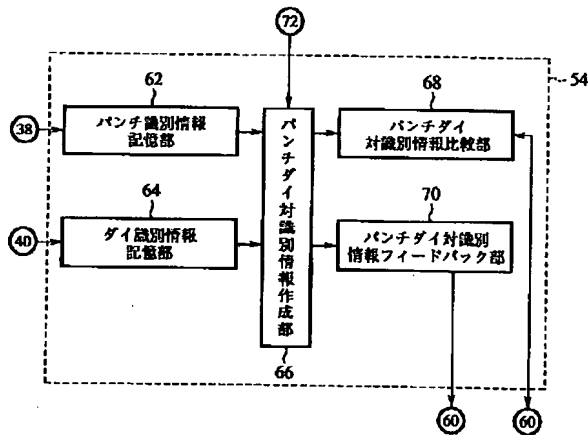 72
54
62
68
38
パンチ識別情報
記憶部
パンチダイ
対識別情報比較部
64
70
40
ダイ識別情報
記憶部
パンチダイ対識別情報作成部
パンチダイ対識別
情報フィードバック部
66
60
60